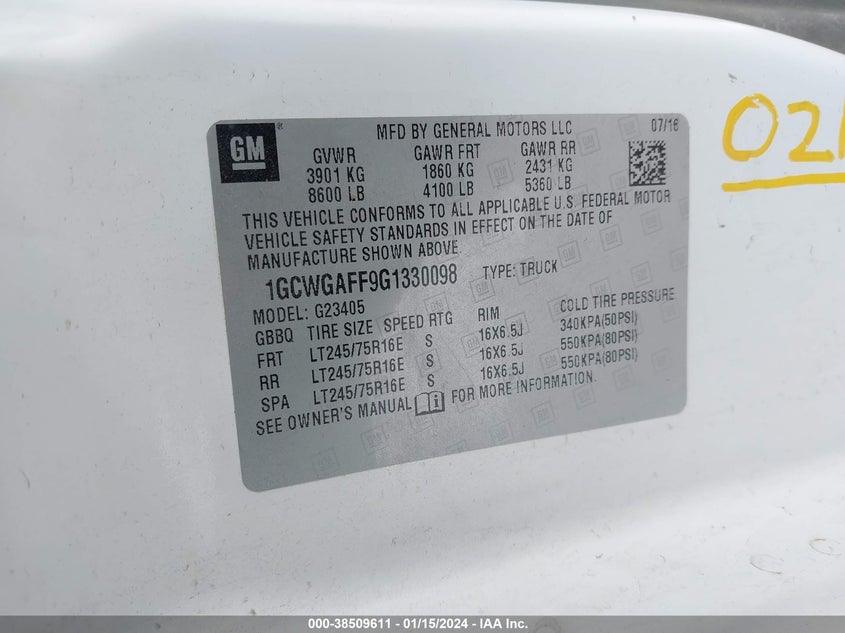 GM
MFD BY GENERAL MOTORS LLC 07/16
GVWR GAWR FRT GAWR RR
3901 KG 1860 KG 2431 KG
8600 LB 4100 LB 5360 LB
THIS VEHICLE CONFORMS TO ALL APPLICABLE U.S. FEDERAL MOTOR
VEHICLE SAFETY STANDARDS IN EFFECT ON THE DATE OF
MANUFACTURE SHOWN ABOVE.
1GCWGAFF9G1330098 TYPE: TRUCK
MODEL: G23405
GBBQ TIRE SIZE SPEED RTG RIM COLD TIRE PRESSURE
FRT LT245/75R16E S 16X6.5J 340KPA(50PSI)
RR LT245/75R16E S 16X6.5J 550KPA(80PSI)
SPA LT245/75R16E S 16X6.5J 550KPA(80PSI)
SEE OWNER'S MANUAL FOR MORE INFORMATION.
000-38509611 - 01/15/2024 - IAA Inc.